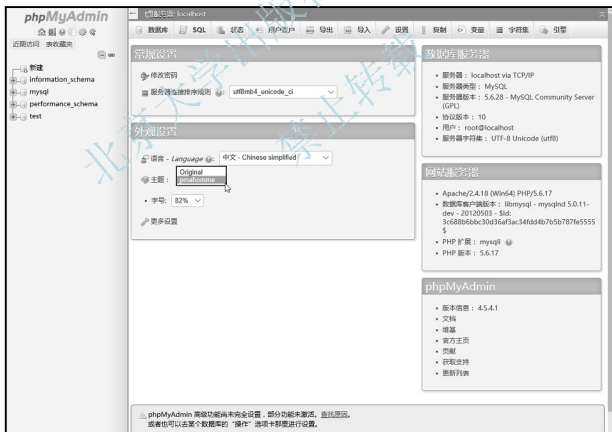 phpMyAdmin
近期访问 表收藏夹
新建
information_schema
mysql
performance_schema
test
服务器: localhost
数据库 SQL 状态 用户账户 导出 导入 设置 复制 变量 字符集 引擎
常规设置
修改密码
服务器连接排序规则 : utf8mb4_unicode_ci
外观设置
语言 - Language : 中文 - Chinese simplified
主题: Original
pmahomme
字号: 82%
更多设置
数据库服务器
服务器: localhost via TCP/IP
服务器类型: MySQL
服务器版本: 5.6.28 - MySQL Community Server
(GPL)
协议版本: 10
用户: root@localhost
服务器字符集: UTF-8 Unicode (utf8)
网站服务器
Apache/2.4.18 (Win64) PHP/5.6.17
数据库客户端版本: libmysql - mysqlnd 5.0.11-
dev - 20120503 - $Id:
3c688b6bbc30d36af3ac34fdd4b7b5b787fe5555
$
PHP 扩展: mysqli
PHP 版本: 5.6.17
phpMyAdmin
版本信息: 4.5.4.1
文档
维基
官方主页
贡献
获取支持
更新列表
phpMyAdmin 高级功能尚未完全设置，部分功能未激活。查找原因。
或者也可以去某个数据库的“操作”选项卡那里进行设置。
北京大学出版社
禁止转载